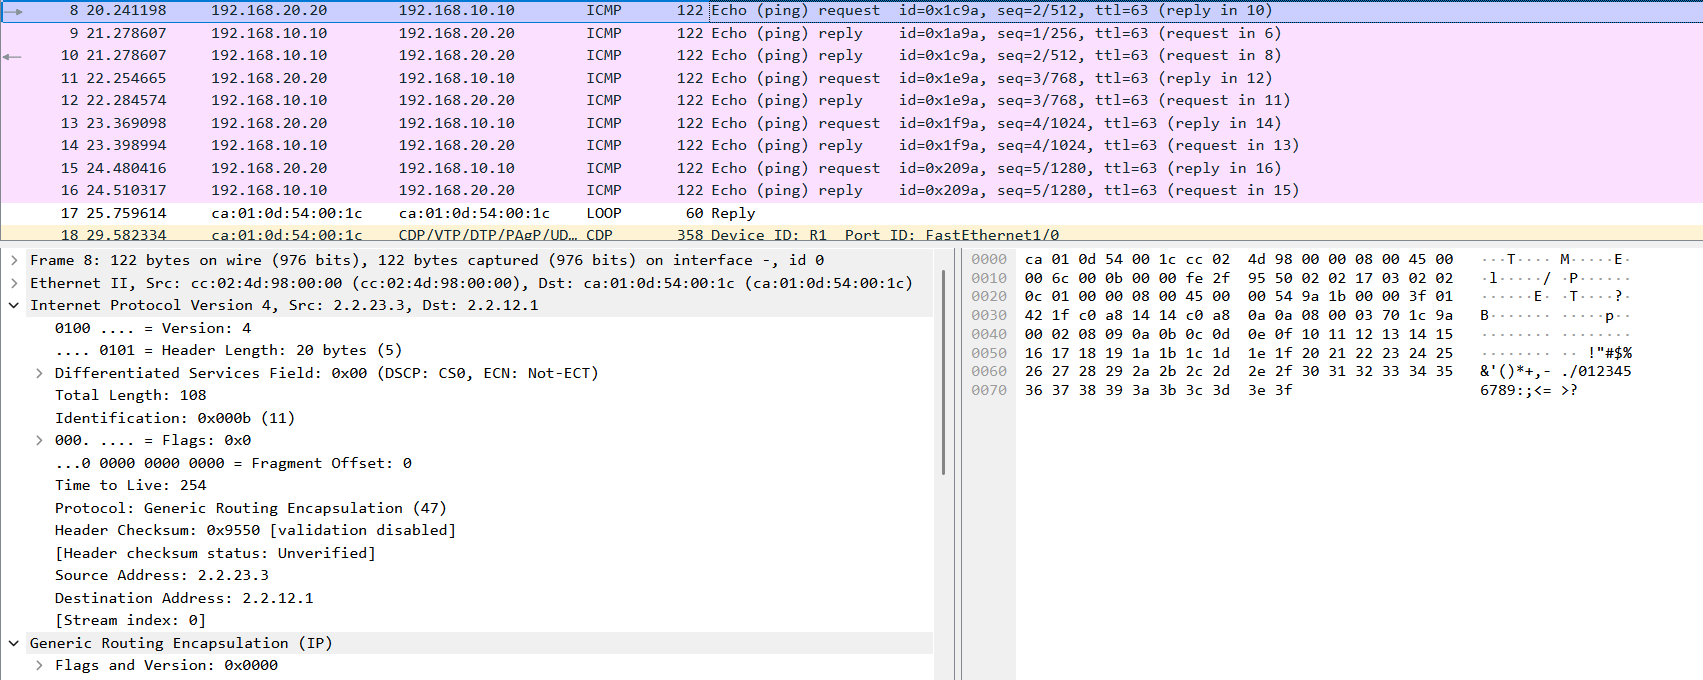 8 20.241198 192.168.20.20 192.168.10.10 ICMP 122 Echo (ping) request id=0x1c9a, seq=2/512, ttl=63 (reply in 10)
9 21.278607 192.168.10.10 192.168.20.20 ICMP 122 Echo (ping) reply id=0x1a9a, seq=1/256, ttl=63 (request in 6)
10 21.278607 192.168.10.10 192.168.20.20 ICMP 122 Echo (ping) reply id=0x1c9a, seq=2/512, ttl=63 (request in 8)
11 22.254665 192.168.20.20 192.168.10.10 ICMP 122 Echo (ping) request id=0x1e9a, seq=3/768, ttl=63 (reply in 12)
12 22.284574 192.168.10.10 192.168.20.20 ICMP 122 Echo (ping) reply id=0x1e9a, seq=3/768, ttl=63 (request in 11)
13 23.369098 192.168.20.20 192.168.10.10 ICMP 122 Echo (ping) request id=0x1f9a, seq=4/1024, ttl=63 (reply in 14)
14 23.398994 192.168.10.10 192.168.20.20 ICMP 122 Echo (ping) reply id=0x1f9a, seq=4/1024, ttl=63 (request in 13)
15 24.480416 192.168.20.20 192.168.10.10 ICMP 122 Echo (ping) request id=0x209a, seq=5/1280, ttl=63 (reply in 16)
16 24.510317 192.168.10.10 192.168.20.20 ICMP 122 Echo (ping) reply id=0x209a, seq=5/1280, ttl=63 (request in 15)
17 25.759614 ca:01:0d:54:00:1c ca:01:0d:54:00:1c LOOP 60 Reply
18 29.582334 ca:01:0d:54:00:1c CDP/VTP/DTP/PAgP/UD… CDP 358 Device ID: R1 Port ID: FastEthernet1/0
Frame 8: 122 bytes on wire (976 bits), 122 bytes captured (976 bits) on interface -, id 0
Ethernet II, Src: cc:02:4d:98:00:00 (cc:02:4d:98:00:00), Dst: ca:01:0d:54:00:1c (ca:01:0d:54:00:1c)
Internet Protocol Version 4, Src: 2.2.23.3, Dst: 2.2.12.1
0100 .... = Version: 4
.... 0101 = Header Length: 20 bytes (5)
Differentiated Services Field: 0x00 (DSCP: CS0, ECN: Not-ECT)
Total Length: 108
Identification: 0x000b (11)
000. .... = Flags: 0x0
...0 0000 0000 0000 = Fragment Offset: 0
Time to Live: 254
Protocol: Generic Routing Encapsulation (47)
Header Checksum: 0x9550 [validation disabled]
[Header checksum status: Unverified]
Source Address: 2.2.23.3
Destination Address: 2.2.12.1
[Stream index: 0]
Generic Routing Encapsulation (IP)
Flags and Version: 0x0000
0000 ca 01 0d 54 00 1c cc 02 4d 98 00 00 08 00 45 00 ···T···· M·····E·
0010 00 6c 00 0b 00 00 fe 2f 95 50 02 02 17 03 02 02 ·l·····/ ·P······
0020 0c 01 00 00 08 00 45 00 00 54 9a 1b 00 00 3f 01 ······E· ·T····?·
0030 42 1f c0 a8 14 14 c0 a8 0a 0a 08 00 03 70 1c 9a B······· ·····p··
0040 00 02 08 09 0a 0b 0c 0d 0e 0f 10 11 12 13 14 15 ········ ········
0050 16 17 18 19 1a 1b 1c 1d 1e 1f 20 21 22 23 24 25 ········ ·· !"#$%
0060 26 27 28 29 2a 2b 2c 2d 2e 2f 30 31 32 33 34 35 &'()*+,- ./012345
0070 36 37 38 39 3a 3b 3c 3d 3e 3f 6789:;<= >?